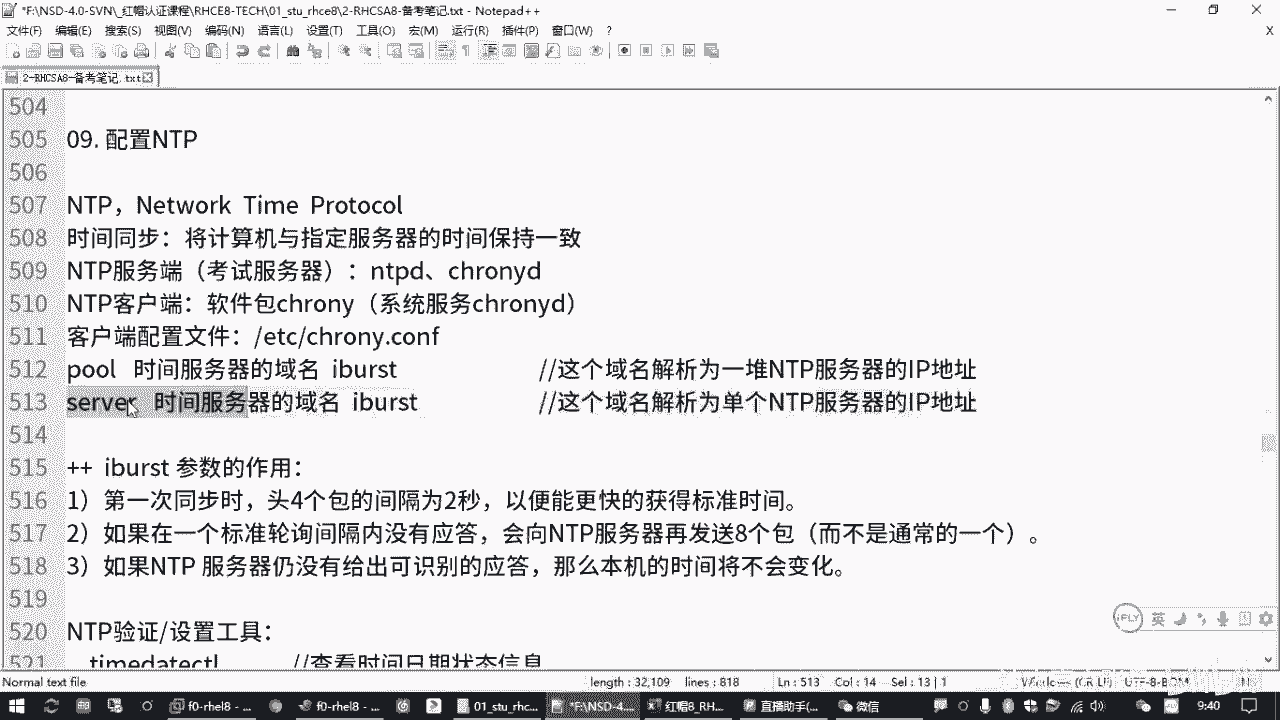 *F:\NSD-4.0-SVN\_红帽认证课程\RHCE8-TECH\01_stu_rhce8\2-RHCSA8-备考笔记.txt - Notepad++
文件(F) 编辑(E) 搜索(S) 视图(V) 编码(N) 语言(L) 设置(T) 工具(O) 宏(M) 运行(R) 插件(P) 窗口(W) ? X
2-RHCSA8-备考笔记.txt
504
505 09. 配置NTP
506
507 NTP，Network Time Protocol
508 时间同步：将计算机与指定服务器的时间保持一致
509 NTP服务端（考试服务器）：ntpd、chronyd
510 NTP客户端：软件包chrony（系统服务chronyd）
511 客户端配置文件：/etc/chrony.conf
512 pool 时间服务器的域名 iburst //这个域名解析为一堆NTP服务器的IP地址
513 server 时间服务器的域名 iburst //这个域名解析为单个NTP服务器的IP地址
514
515 ++ iburst 参数的作用：
516 1）第一次同步时，头4个包的间隔为2秒，以便能更快的获得标准时间。
517 2）如果在一个标准轮询间隔内没有应答，会向NTP服务器再发送8个包（而不是通常的一个）。
518 3）如果NTP 服务器仍没有给出可识别的应答，那么本机的时间将不会变化。
519
520 NTP验证/设置工具：
521 timedatectl //查看时间日期状态信息
iFLY 英
Normal text file length : 32,109 lines : 818 Ln : 513 Col : 14 Sel : 13 | 1 Windows (CR LF) UTF-8-BOM
f0-rhel8 - ... f0-rhel8 - ... 01_stu_rhc... *F:\NSD-4.... 红帽8_RH... 直播助手(... 微信 9:40